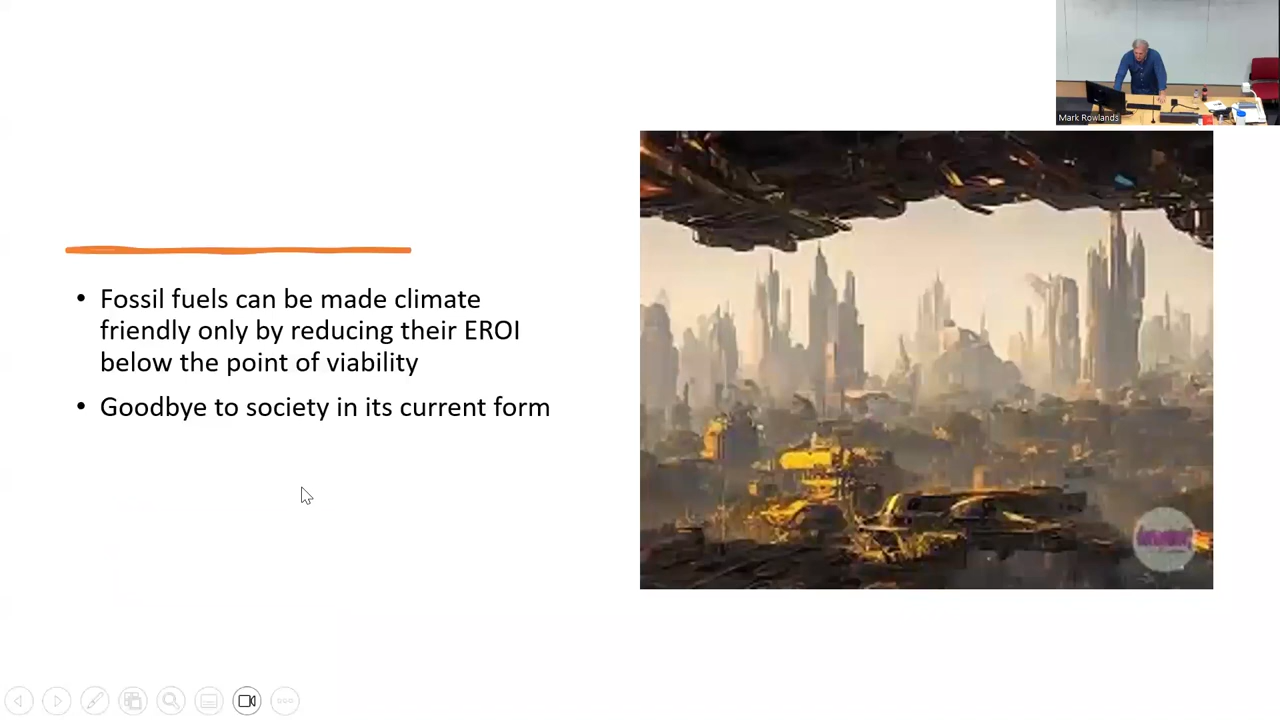 Mark Rowlands
• Fossil fuels can be made climate
friendly only by reducing their EROI
below the point of viability
• Goodbye to society in its current form